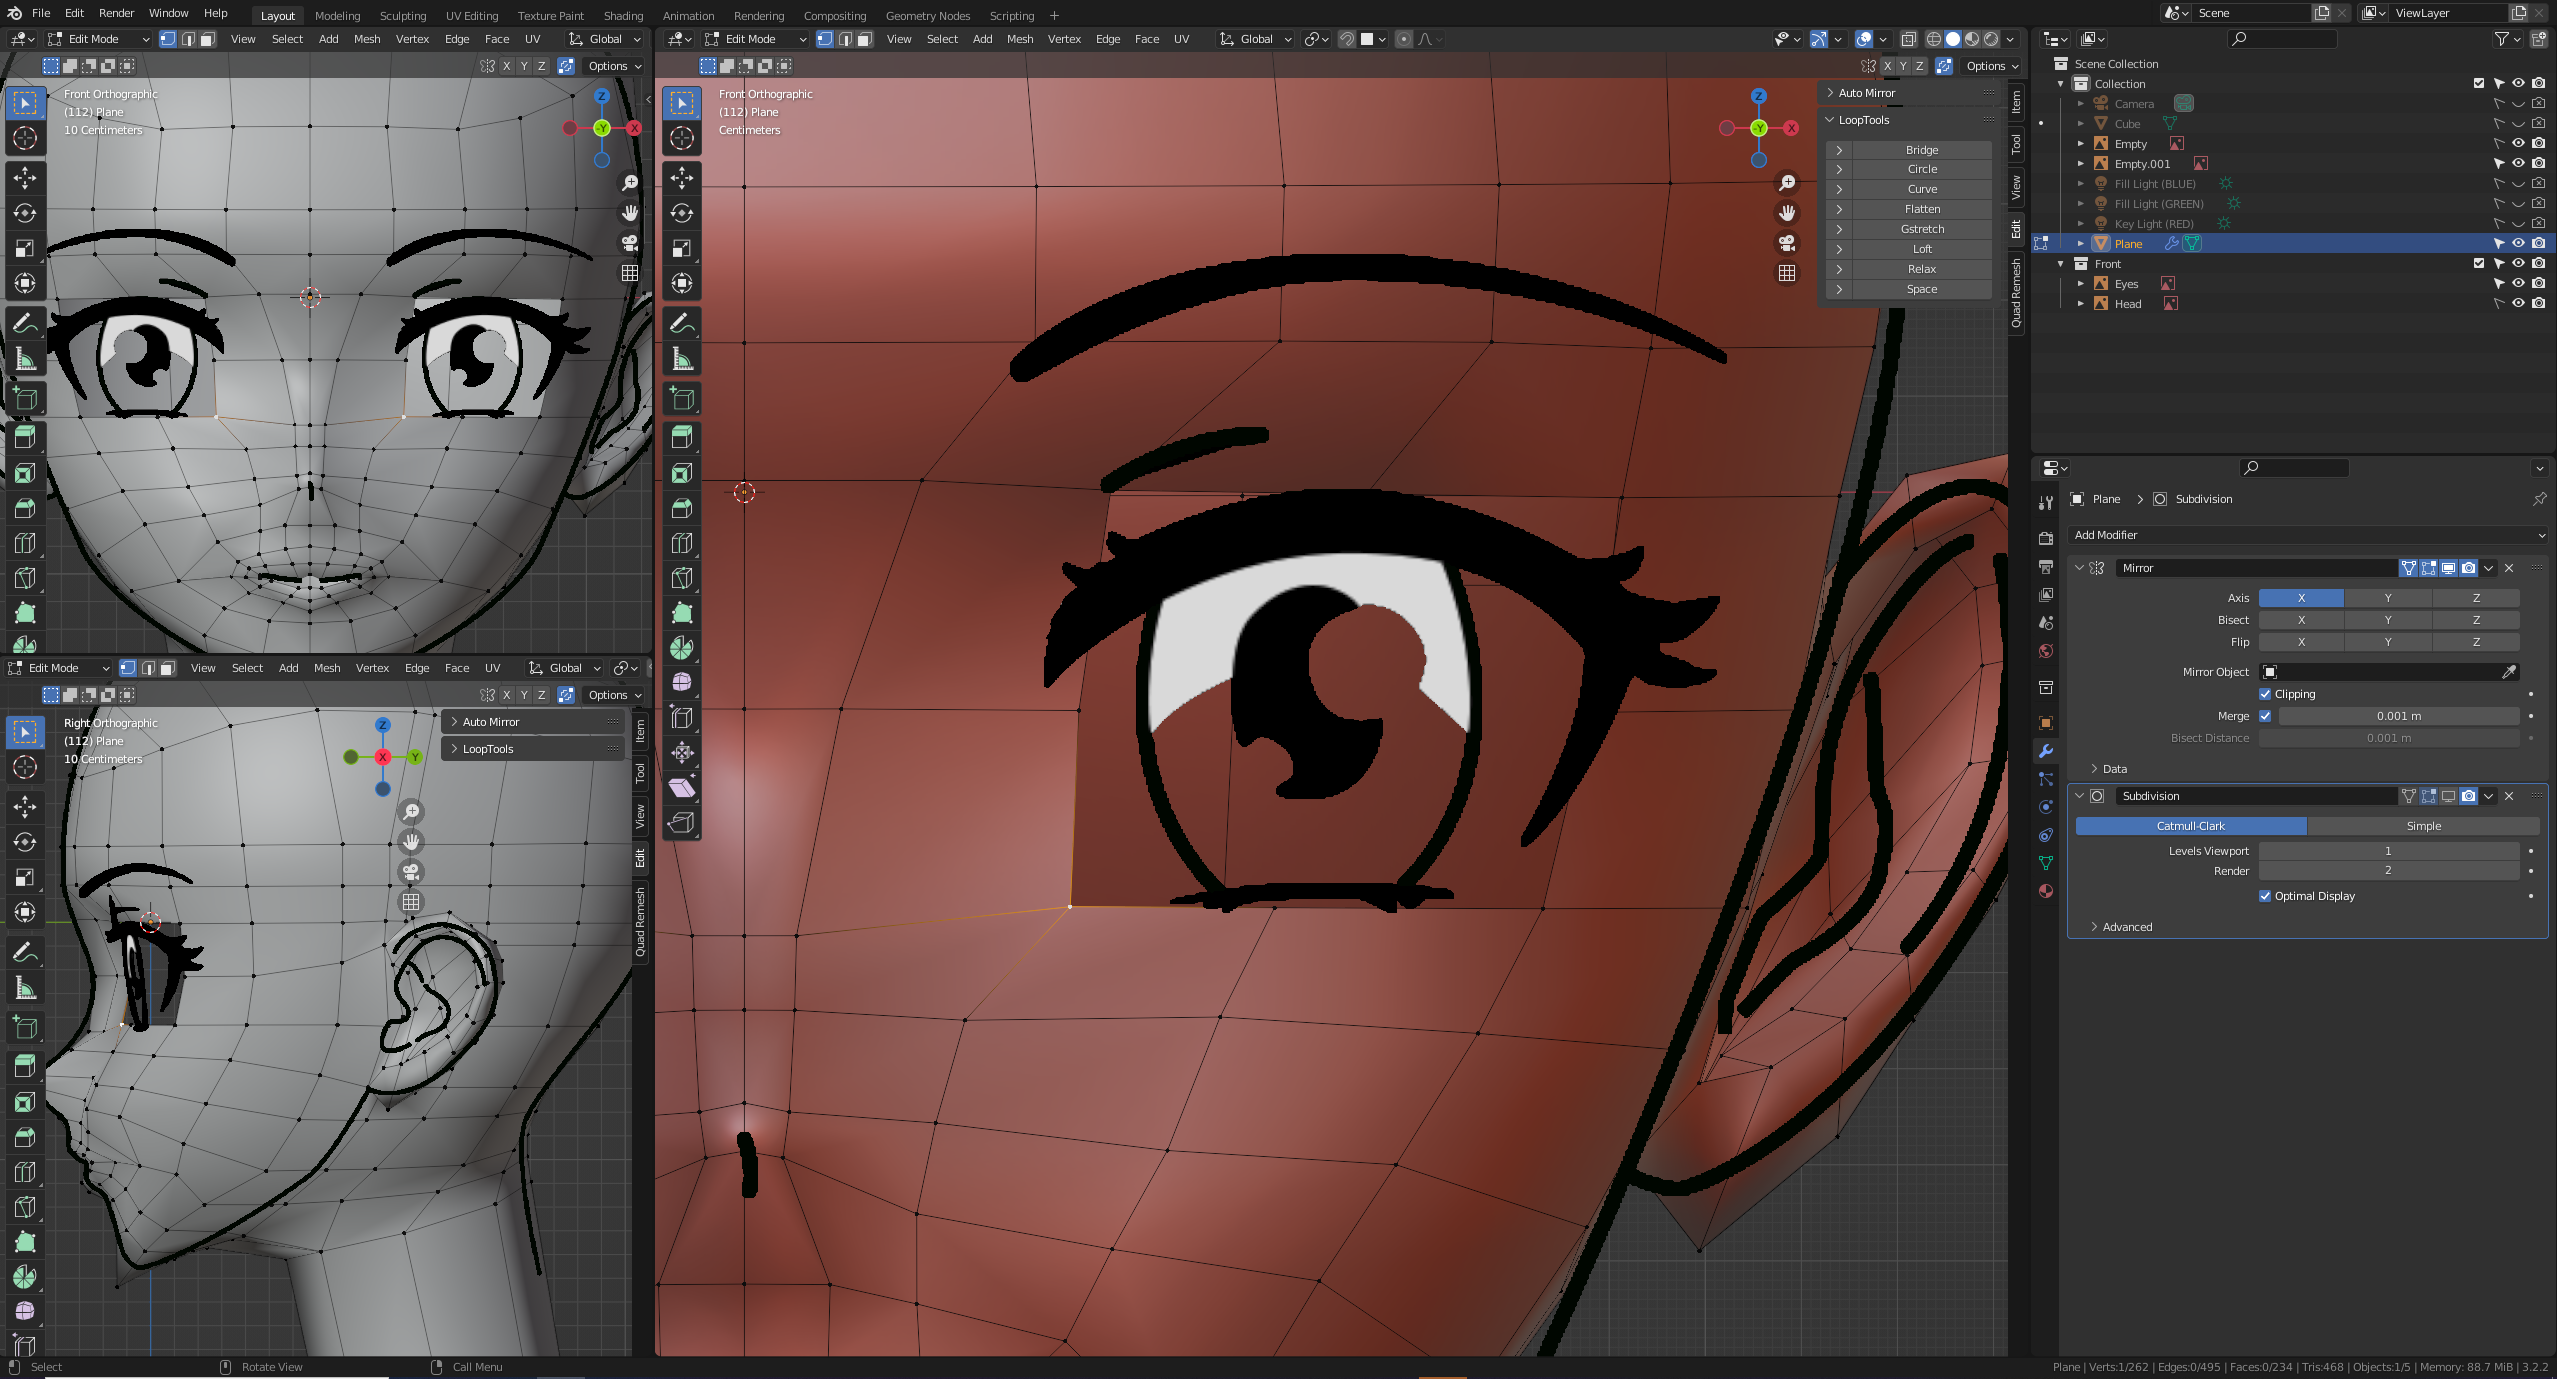 File Edit Render Window Help Layout Modeling Sculpting UV Editing Texture Paint Shading Animation Rendering Compositing Geometry Nodes Scripting + Scene ViewLayer
Edit Mode View Select Add Mesh Vertex Edge Face UV Global
X Y Z Options
Front Orthographic
(112) Plane
10 Centimeters
Z
-Y
X
Edit Mode View Select Add Mesh Vertex Edge Face UV Global
X Y Z Options
Right Orthographic
(112) Plane
10 Centimeters
Z
X
Y
Auto Mirror
LoopTools
Item
Tool
View
Edit
Quad Remesh
Edit Mode View Select Add Mesh Vertex Edge Face UV Global
X Y Z Options
Front Orthographic
(112) Plane
Centimeters
Z
-Y
X
Auto Mirror
LoopTools
Bridge
Circle
Curve
Flatten
Gstretch
Loft
Relax
Space
Item
Tool
View
Edit
Quad Remesh
Scene Collection
Collection
Camera
Cube
Empty
Empty.001
Fill Light (BLUE)
Fill Light (GREEN)
Key Light (RED)
Plane
Front
Eyes
Head
Plane > Subdivision
Add Modifier
Mirror
Axis X Y Z
Bisect X Y Z
Flip X Y Z
Mirror Object
Clipping
Merge 0.001 m
Bisect Distance 0.001 m
Data
Subdivision
Catmull-Clark Simple
Levels Viewport 1
Render 2
Optimal Display
Advanced
Select Rotate View Call Menu Plane | Verts:1/262 | Edges:0/495 | Faces:0/234 | Tris:468 | Objects:1/5 | Memory: 88.7 MiB | 3.2.2